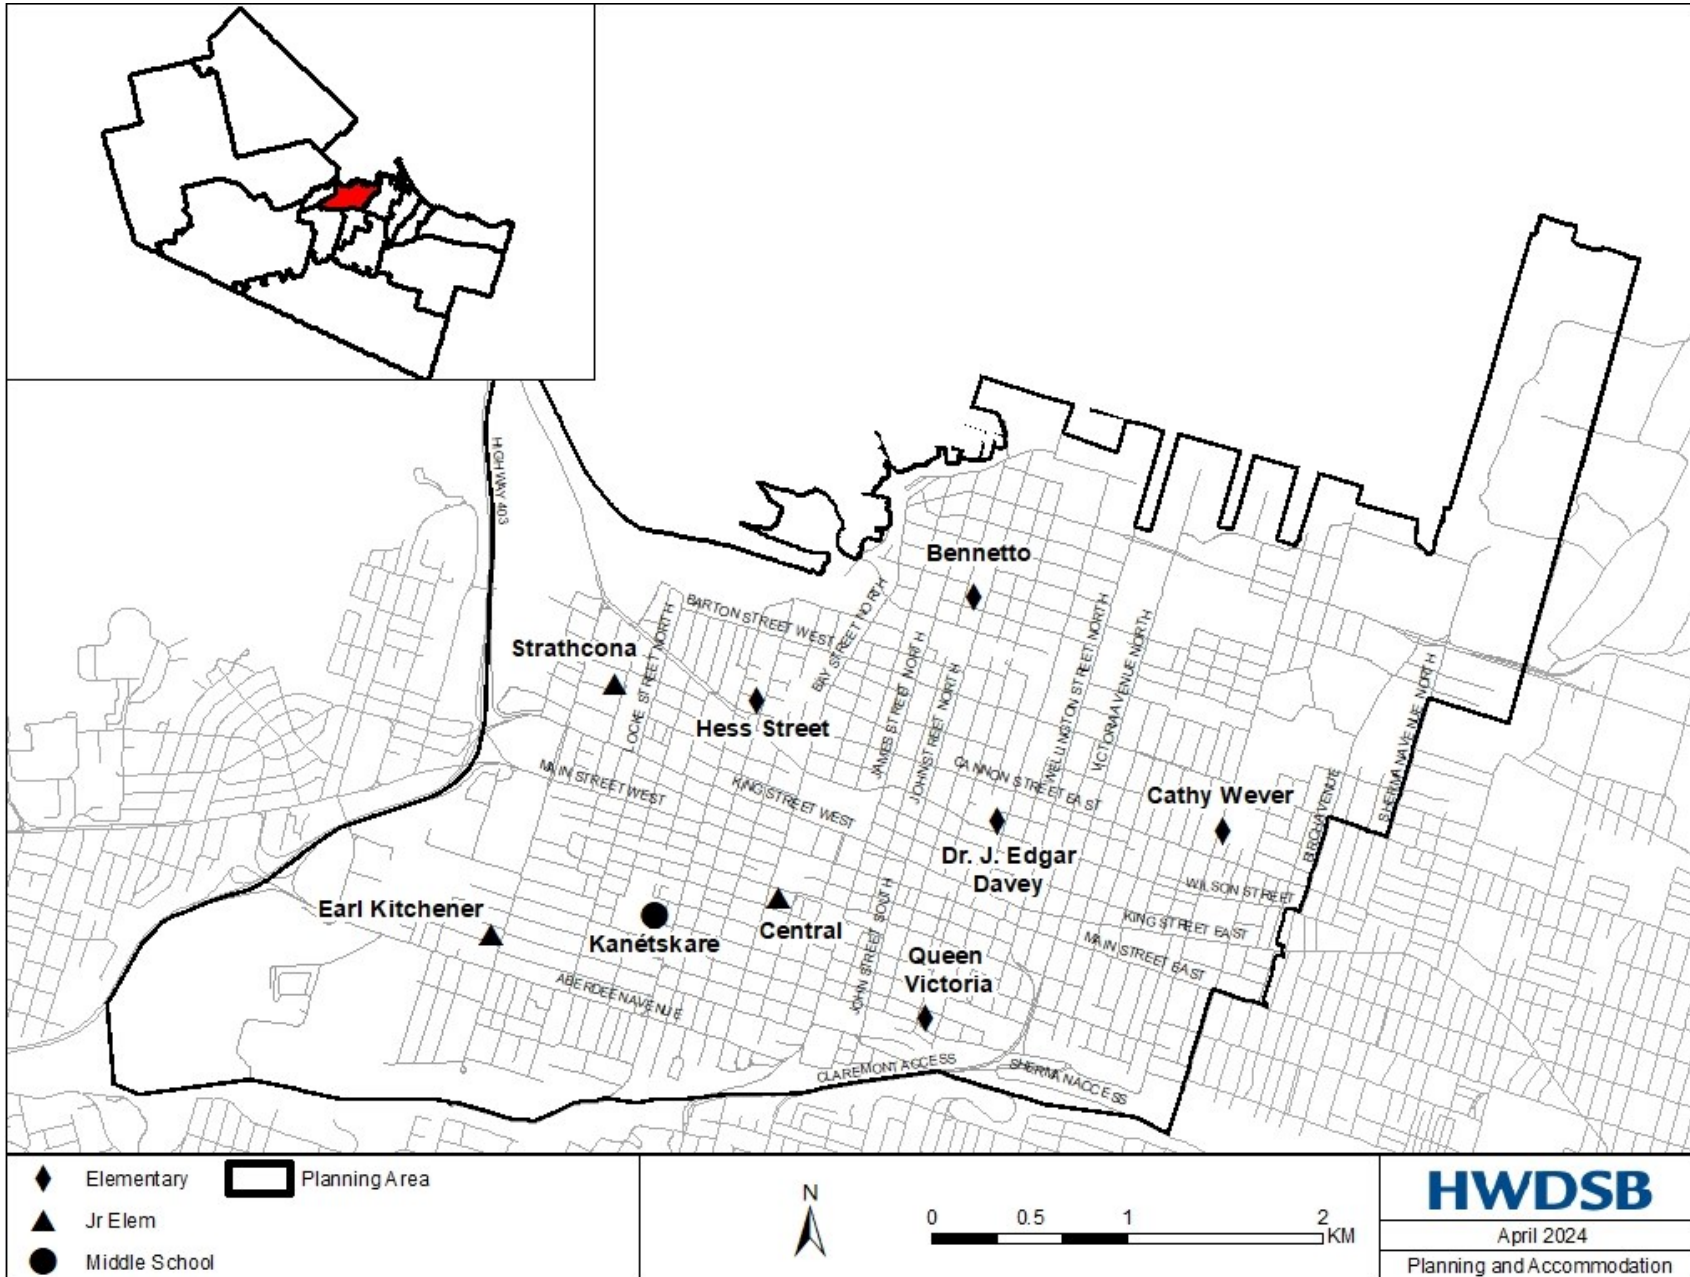 HIGHWAY 403
Bennetto
BARTON STREET WEST
BAY STREET NORTH
Strathcona
LOCKE STREET NORTH
JAMES STREET NORTH
JOHN STREET NORTH
WELLINGTON STREET NORTH
VICTORIA AVENUE NORTH
SHERMAN AVENUE NORTH
Hess Street
MAIN STREET WEST
KING STREET WEST
CANNON STREET EAST
Cathy Wever
BIRCH AVENUE
Dr. J. Edgar
Davey
WILSON STREET
Earl Kitchener
Kanétskare
Central
JOHN STREET SOUTH
KING STREET EAST
MAIN STREET EAST
Queen
Victoria
ABERDEEN AVENUE
CLAREMONT ACCESS
SHERMAN ACCESS
Elementary
Planning Area
Jr Elem
Middle School
N
0 0.5 1 2
KM
HWDSB
April 2024
Planning and Accommodation